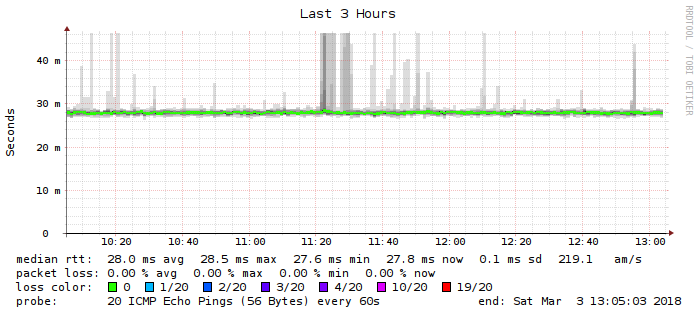 Last 3 Hours
RRDTOOL / TOBI OETIKER
Seconds
40 m
30 m
20 m
10 m
0
10:20 10:40 11:00 11:20 11:40 12:00 12:20 12:40 13:00
median rtt: 28.0 ms avg 28.5 ms max 27.6 ms min 27.8 ms now 0.1 ms sd 219.1 am/s
packet loss: 0.00 % avg 0.00 % max 0.00 % min 0.00 % now
loss color: 0 1/20 2/20 3/20 4/20 10/20 19/20
probe: 20 ICMP Echo Pings (56 Bytes) every 60s end: Sat Mar 3 13:05:03 2018